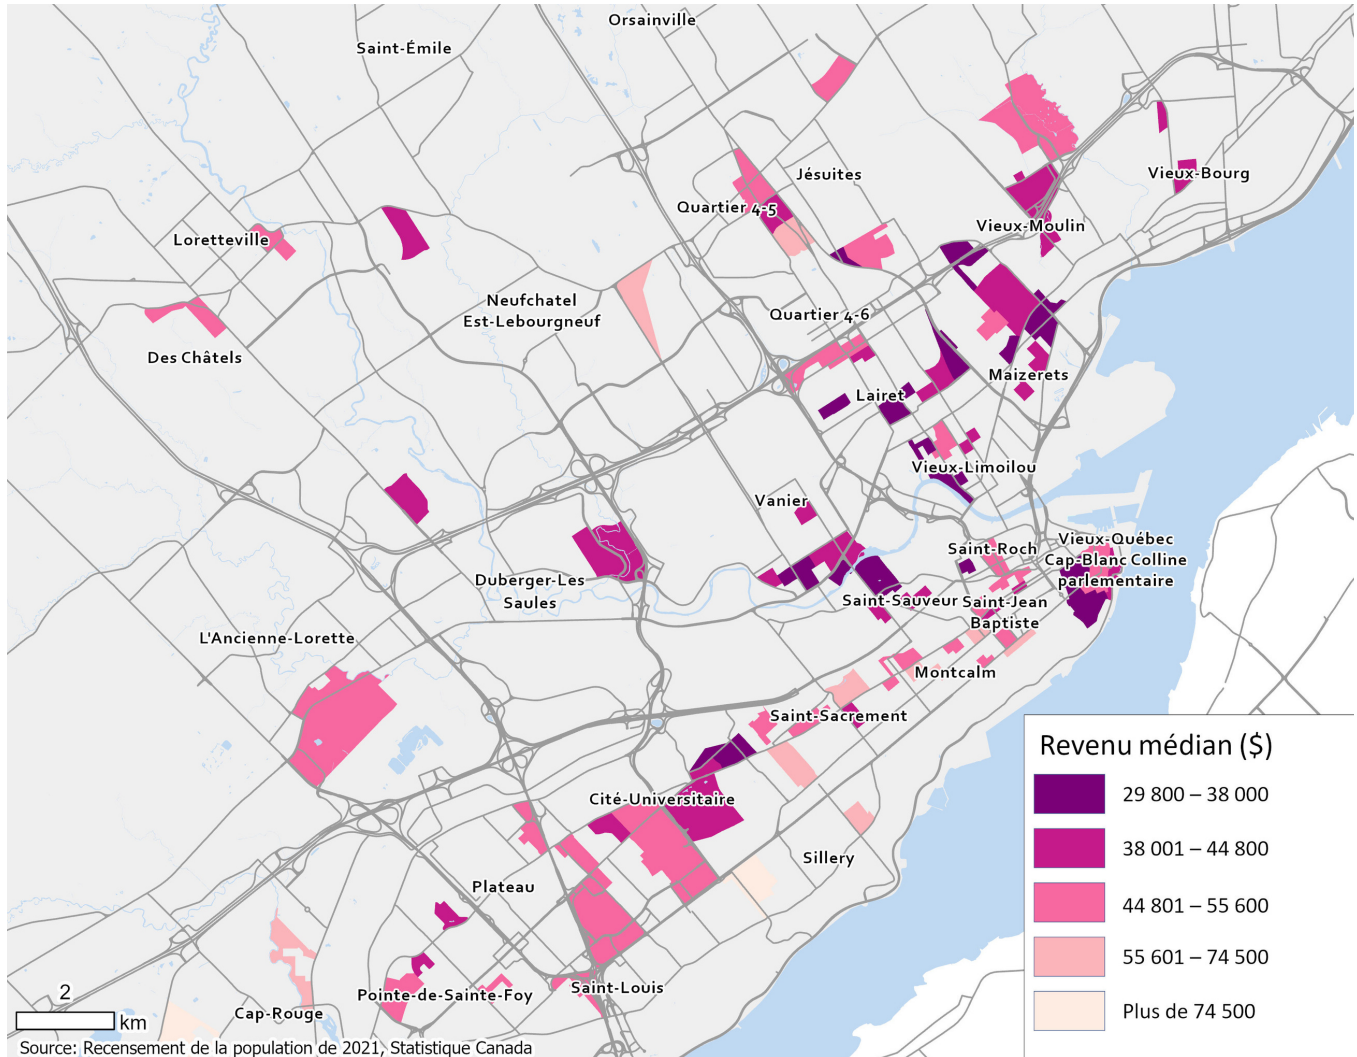 Orsainville
Saint-Émile
Jésuites
Vieux-Bourg
Quartier 4-5
Vieux-Moulin
Loretteville
Neufchatel
Est-Lebourgneuf
Quartier 4-6
Des Châtels
Maizerets
Lairet
Vieux-Limoilou
Vanier
Vieux-Québec
Cap-Blanc Colline
parlementaire
Saint-Roch
Duberger-Les
Saules
Saint-Sauveur
Saint-Jean
Baptiste
L'Ancienne-Lorette
Montcalm
Saint-Sacrement
Cité-Universitaire
Sillery
Plateau
Saint-Louis
Pointe-de-Sainte-Foy
Cap-Rouge
Revenu médian ($)
29 800 – 38 000
38 001 – 44 800
44 801 – 55 600
55 601 – 74 500
Plus de 74 500
2
km
Source: Recensement de la population de 2021, Statistique Canada